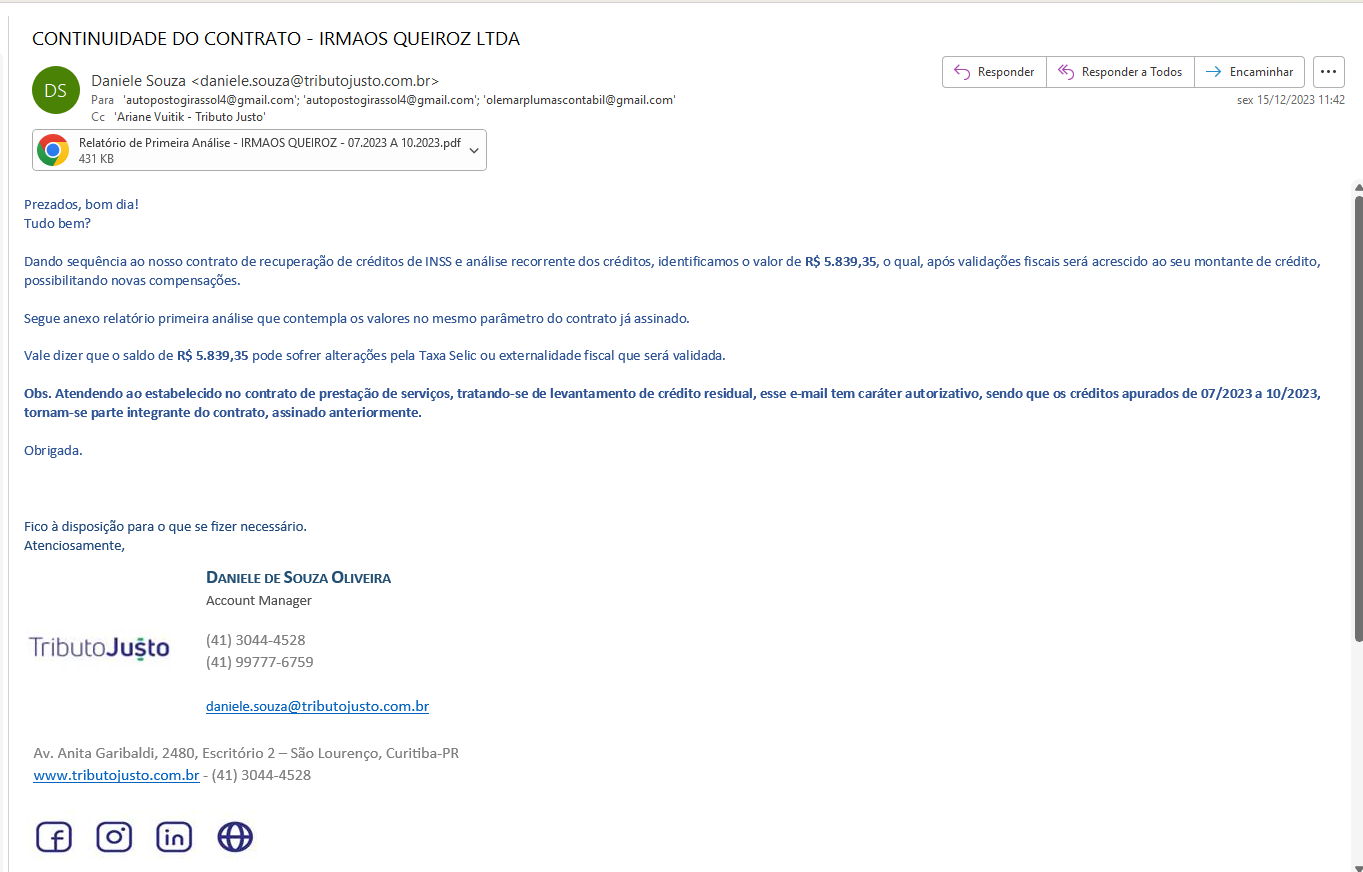 CONTINUIDADE DO CONTRATO - IRMAOS QUEIROZ LTDA
DS
Daniele Souza <daniele.souza@tributojusto.com.br>
Para 'autopostogirassol4@gmail.com'; 'autopostogirassol4@gmail.com'; 'olemarplumascontabil@gmail.com'
Cc 'Ariane Vuitik - Tributo Justo'
Responder
Responder a Todos
Encaminhar
sex 15/12/2023 11:42
Relatório de Primeira Análise - IRMAOS QUEIROZ - 07.2023 A 10.2023.pdf
431 KB
Prezados, bom dia!
Tudo bem?
Dando sequência ao nosso contrato de recuperação de créditos de INSS e análise recorrente dos créditos, identificamos o valor de R$ 5.839,35, o qual, após validações fiscais será acrescido ao seu montante de crédito,
possibilitando novas compensações.
Segue anexo relatório primeira análise que contempla os valores no mesmo parâmetro do contrato já assinado.
Vale dizer que o saldo de R$ 5.839,35 pode sofrer alterações pela Taxa Selic ou externalidade fiscal que será validada.
Obs. Atendendo ao estabelecido no contrato de prestação de serviços, tratando-se de levantamento de crédito residual, esse e-mail tem caráter autorizativo, sendo que os créditos apurados de 07/2023 a 10/2023,
tornam-se parte integrante do contrato, assinado anteriormente.
Obrigada.
Fico à disposição para o que se fizer necessário.
Atenciosamente,
DANIELE DE SOUZA OLIVEIRA
Account Manager
TributoJusto
(41) 3044-4528
(41) 99777-6759
daniele.souza@tributojusto.com.br
Av. Anita Garibaldi, 2480, Escritório 2 – São Lourenço, Curitiba-PR
www.tributojusto.com.br - (41) 3044-4528